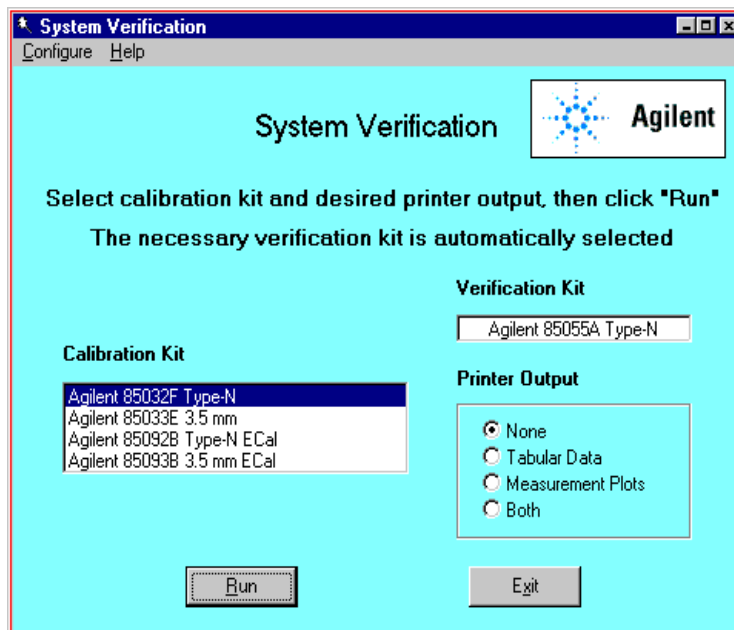 System Verification
Configure Help
System Verification
Agilent
Select calibration kit and desired printer output, then click "Run"
The necessary verification kit is automatically selected
Verification Kit
Agilent 85055A Type-N
Calibration Kit
Agilent 85032F Type-N
Agilent 85033E 3.5 mm
Agilent 85092B Type-N ECal
Agilent 85093B 3.5 mm ECal
Printer Output
None
Tabular Data
Measurement Plots
Both
Run
Exit